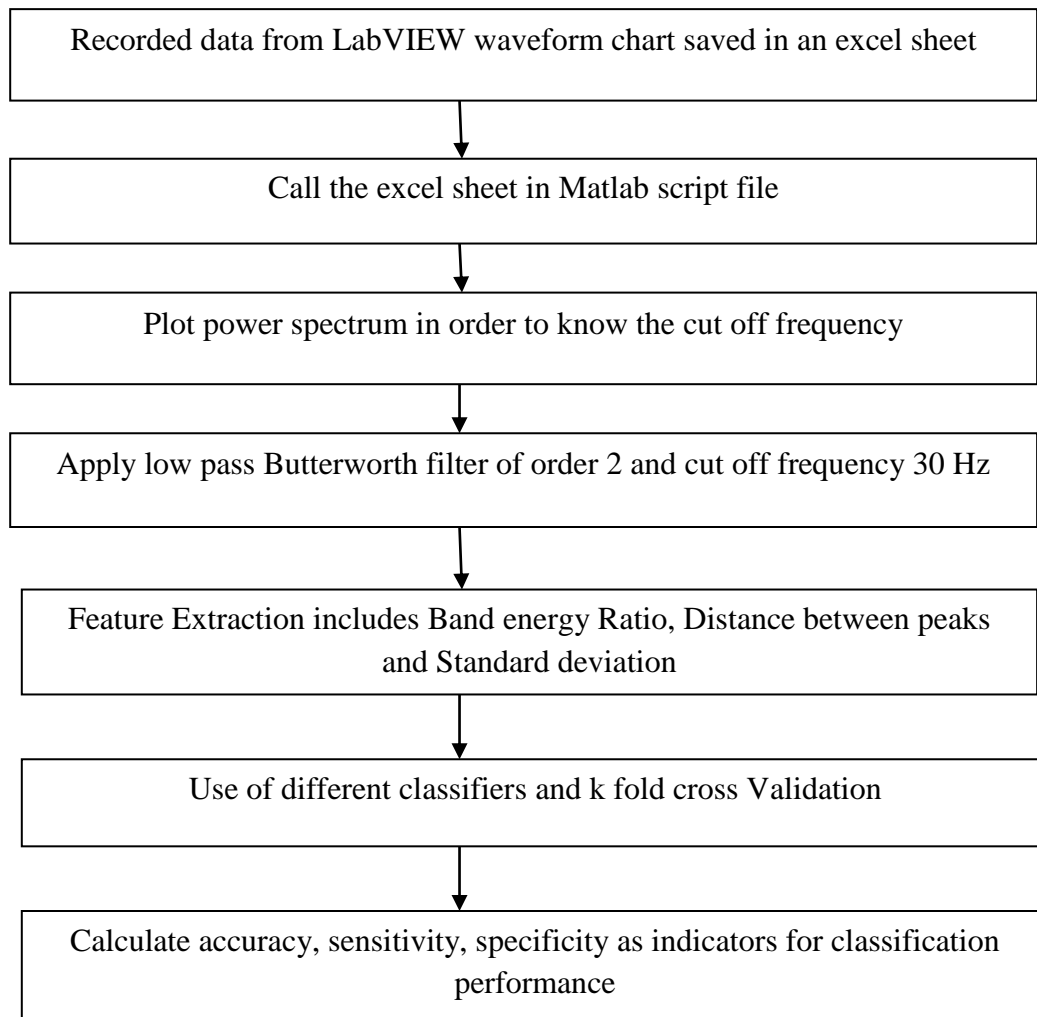 Recorded data from LabVIEW waveform chart saved in an excel sheet
Call the excel sheet in Matlab script file
Plot power spectrum in order to know the cut off frequency
Apply low pass Butterworth filter of order 2 and cut off frequency 30 Hz
Feature Extraction includes Band energy Ratio, Distance between peaks
and Standard deviation
Use of different classifiers and k fold cross Validation
Calculate accuracy, sensitivity, specificity as indicators for classification
performance